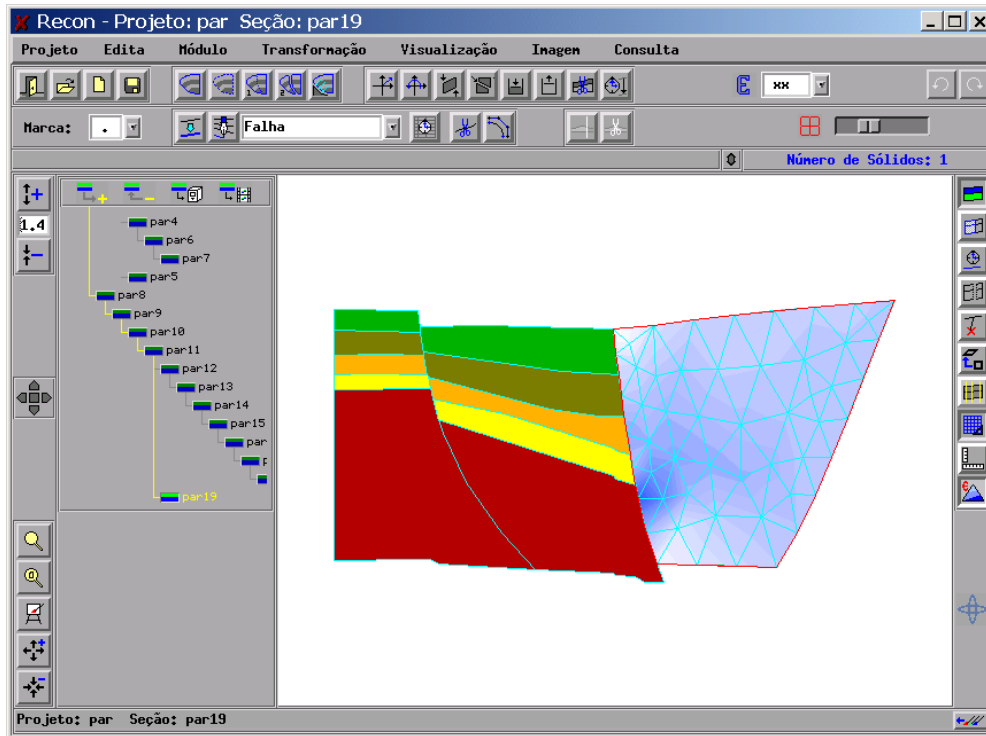 Recon - Projeto: par Seção: par19
Projeto Edita Módulo Transformação Visualização Imagem Consulta
E xx
Marca: . Falha
Número de Sólidos: 1
1.4
par4
par6
par7
par5
par8
par9
par10
par11
par12
par13
par14
par15
par
par19
Projeto: par Seção: par19